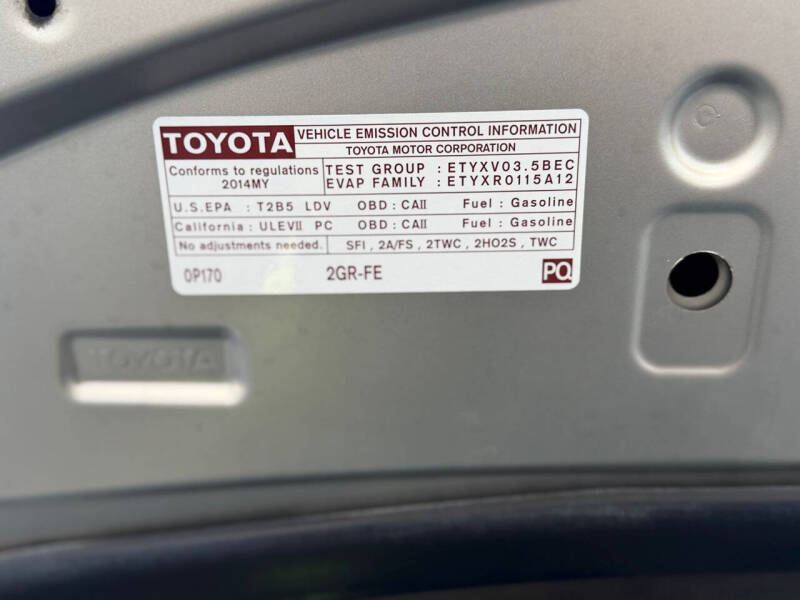 TOYOTA VEHICLE EMISSION CONTROL INFORMATION
TOYOTA MOTOR CORPORATION
Conforms to regulations
2014MY
TEST GROUP : ETYXV03.5BEC
EVAP FAMILY : ETYXR0115A12
U.S.EPA : T2B5 LDV OBD : CAII Fuel : Gasoline
California : ULEVII PC OBD : CAII Fuel : Gasoline
No adjustments needed. SFI , 2A/FS , 2TWC , 2HO2S , TWC
0P170 2GR-FE PQ
TOYOTA